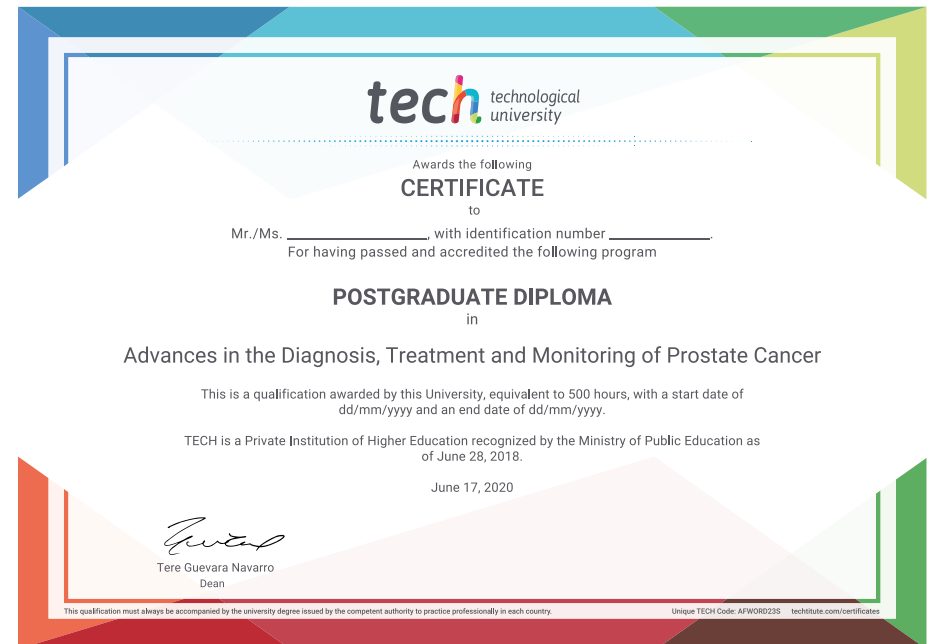 tech technological
university
Awards the following
CERTIFICATE
to
Mr./Ms. ____________________, with identification number ______________.
For having passed and accredited the following program
POSTGRADUATE DIPLOMA
in
Advances in the Diagnosis, Treatment and Monitoring of Prostate Cancer
This is a qualification awarded by this University, equivalent to 500 hours, with a start date of
dd/mm/yyyy and an end date of dd/mm/yyyy.
TECH is a Private Institution of Higher Education recognized by the Ministry of Public Education as
of June 28, 2018.
June 17, 2020
Tere Guevara Navarro
Dean
This qualification must always be accompanied by the university degree issued by the competent authority to practice professionally in each country. Unique TECH Code: AFWORD23S techtitute.com/certificates